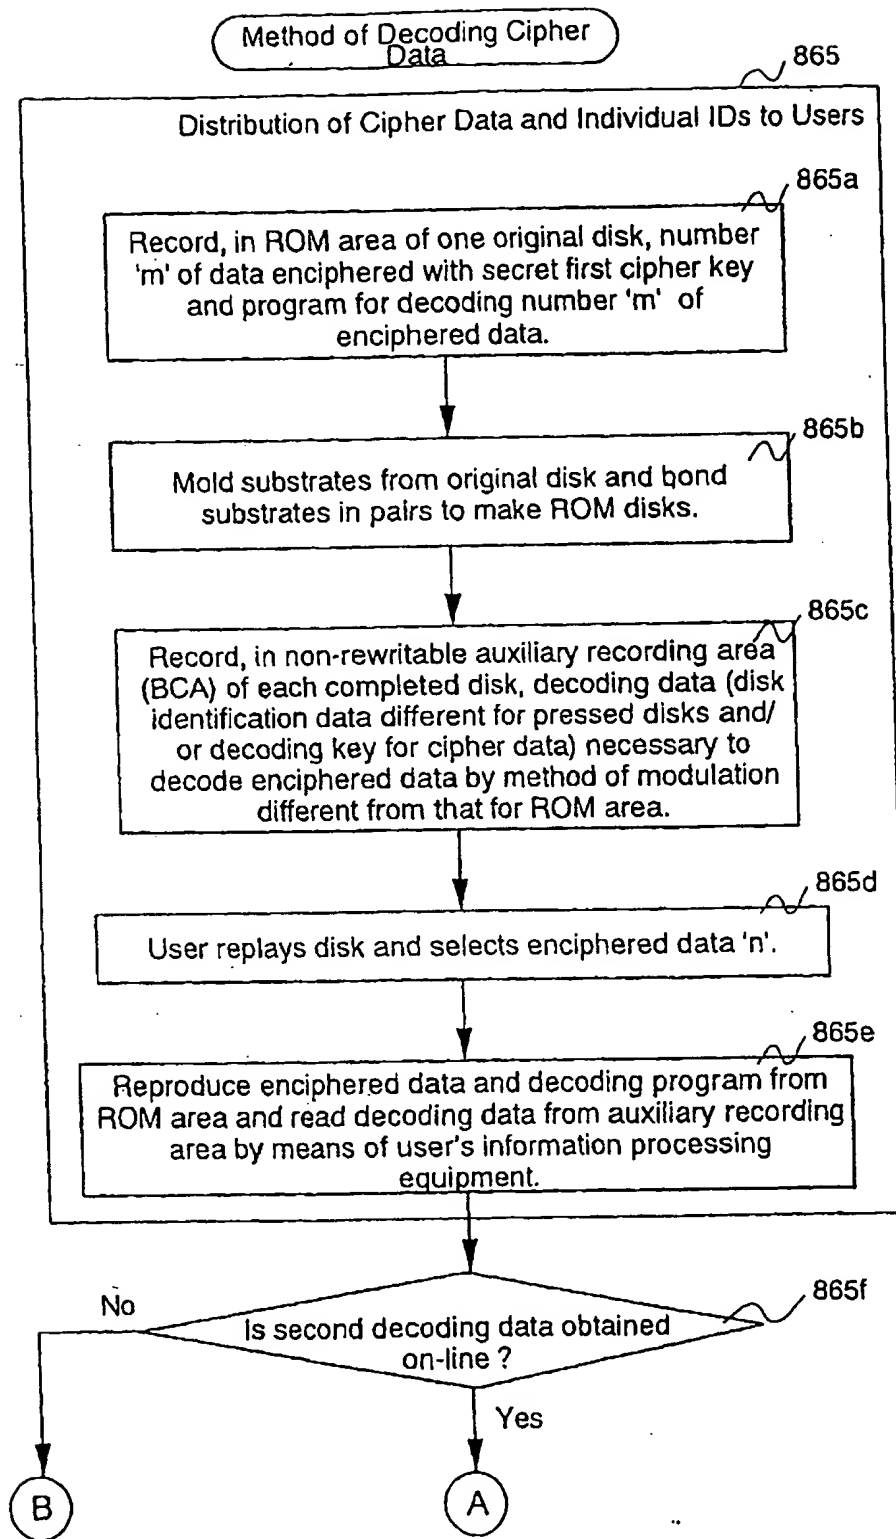 Method of Decoding Cipher
Data
865
Distribution of Cipher Data and Individual IDs to Users
865a
Record, in ROM area of one original disk, number
'm' of data enciphered with secret first cipher key
and program for decoding number 'm' of
enciphered data.
865b
Mold substrates from original disk and bond
substrates in pairs to make ROM disks.
865c
Record, in non-rewritable auxiliary recording area
(BCA) of each completed disk, decoding data (disk
identification data different for pressed disks and/
or decoding key for cipher data) necessary to
decode enciphered data by method of modulation
different from that for ROM area.
865d
User replays disk and selects enciphered data 'n'.
865e
Reproduce enciphered data and decoding program from
ROM area and read decoding data from auxiliary recording
area by means of user's information processing
equipment.
865f
No
Is second decoding data obtained
on-line ?
Yes
B
A